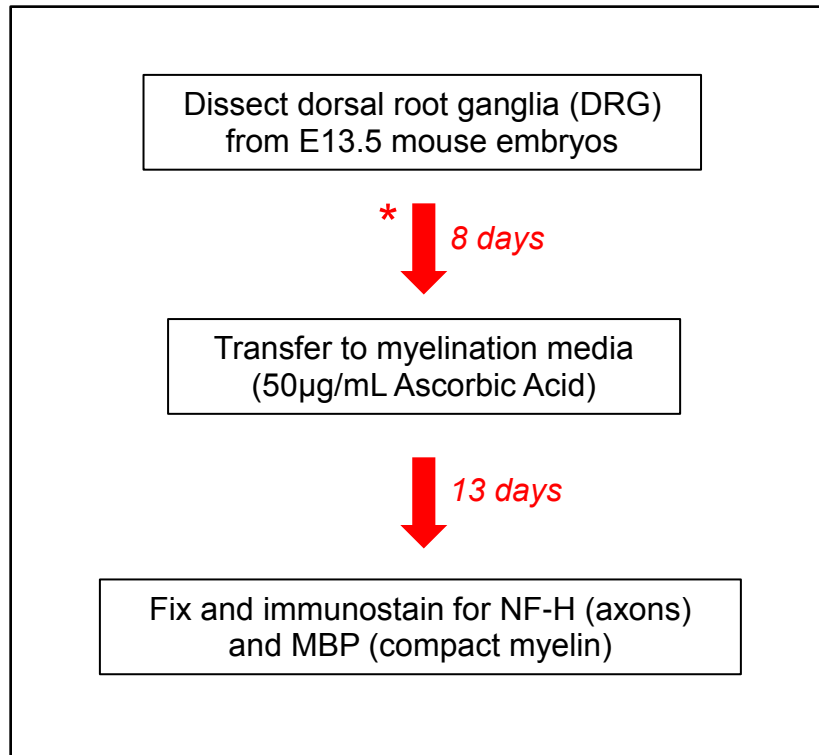 Dissect dorsal root ganglia (DRG)
from E13.5 mouse embryos
* 8 days
Transfer to myelination media
(50µg/mL Ascorbic Acid)
13 days
Fix and immunostain for NF-H (axons)
and MBP (compact myelin)